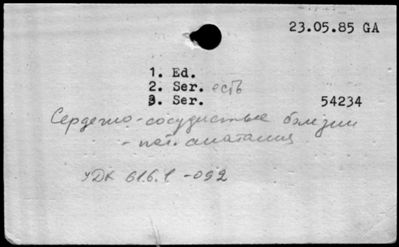 23.05.85 GA
1. Ed.
2. Ser. есть
3. Ser. 54234
Сердечно-сосудистые болезни
- пат. анатомия
УДК 616.1-092